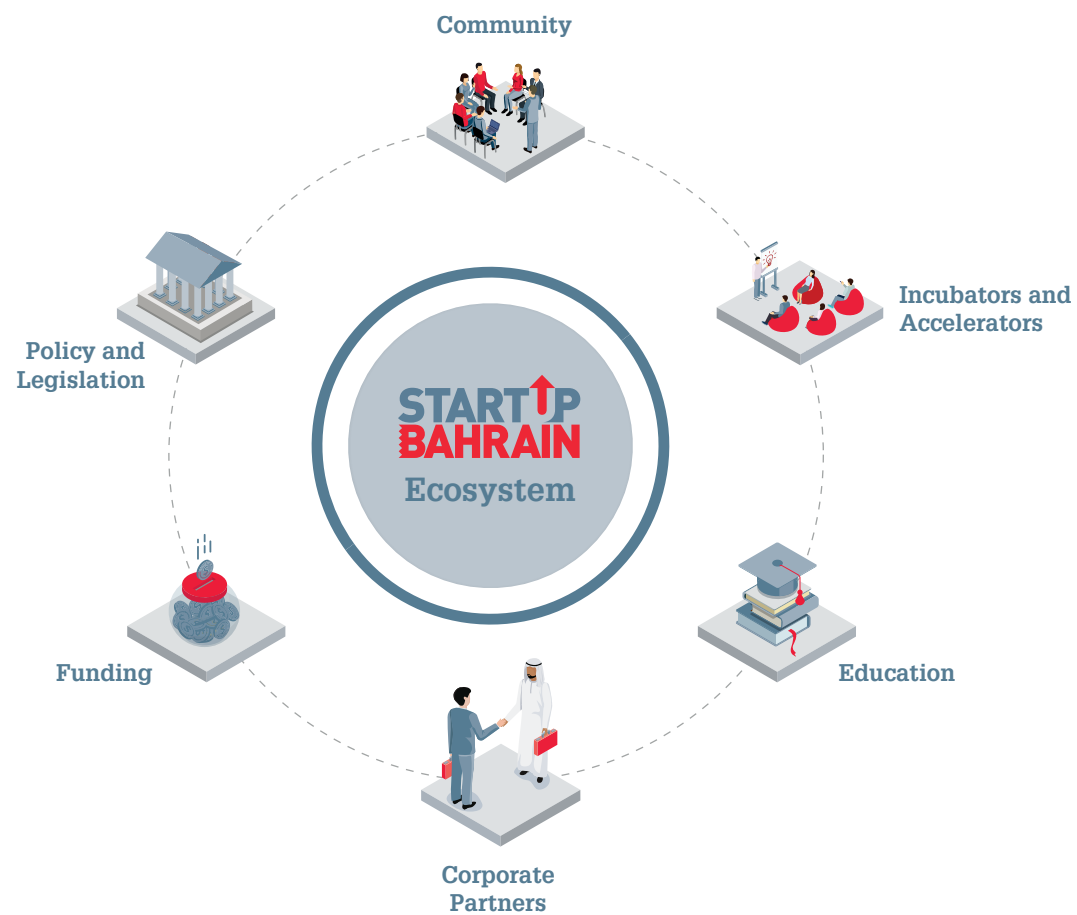 Community
Incubators and
Accelerators
Policy and
Legislation
STARTUP
BAHRAIN
Ecosystem
Funding
Education
Corporate
Partners